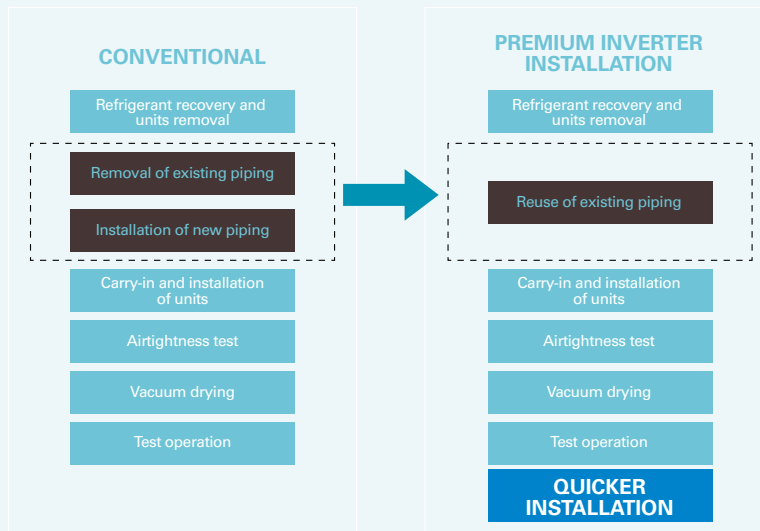 CONVENTIONAL
Refrigerant recovery and
units removal
Removal of existing piping
Installation of new piping
Carry-in and installation
of units
Airtightness test
Vacuum drying
Test operation
PREMIUM INVERTER
INSTALLATION
Refrigerant recovery and
units removal
Reuse of existing piping
Carry-in and installation
of units
Airtightness test
Vacuum drying
Test operation
QUICKER
INSTALLATION